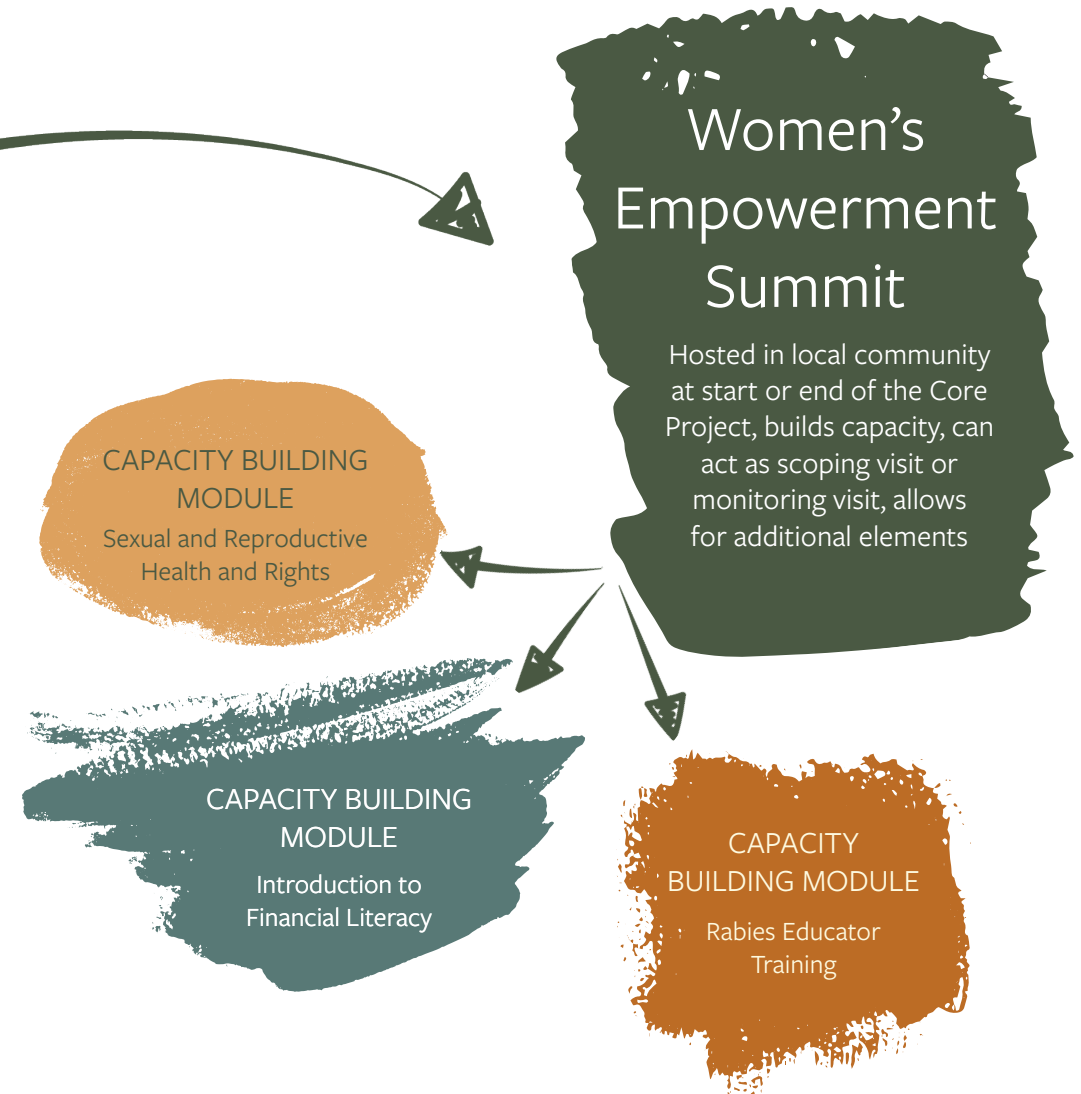 Women’s
Empowerment
Summit
Hosted in local community
at start or end of the Core
Project, builds capacity, can
act as scoping visit or
monitoring visit, allows
for additional elements
CAPACITY BUILDING
MODULE
Sexual and Reproductive
Health and Rights
CAPACITY BUILDING
MODULE
Introduction to
Financial Literacy
CAPACITY
BUILDING MODULE
Rabies Educator
Training